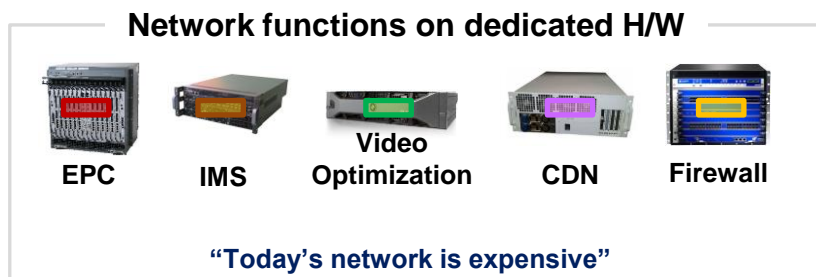 Network functions on dedicated H/W
EPC
IMS
Video
Optimization
CDN
Firewall
“Today’s network is expensive”